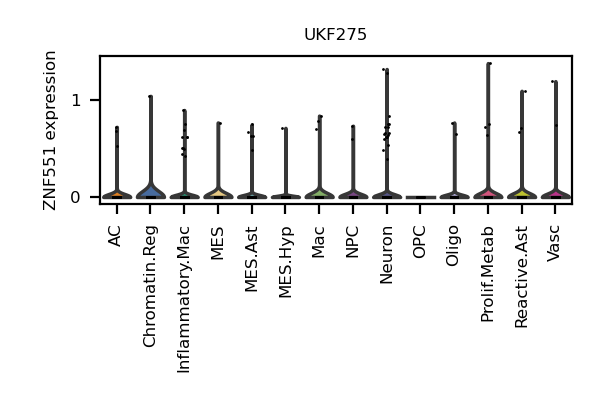 UKF275
ZNF551 expression
1
0
AC
Chromatin.Reg
Inflammatory.Mac
MES
MES.Ast
MES.Hyp
Mac
NPC
Neuron
OPC
Oligo
Prolif.Metab
Reactive.Ast
Vasc